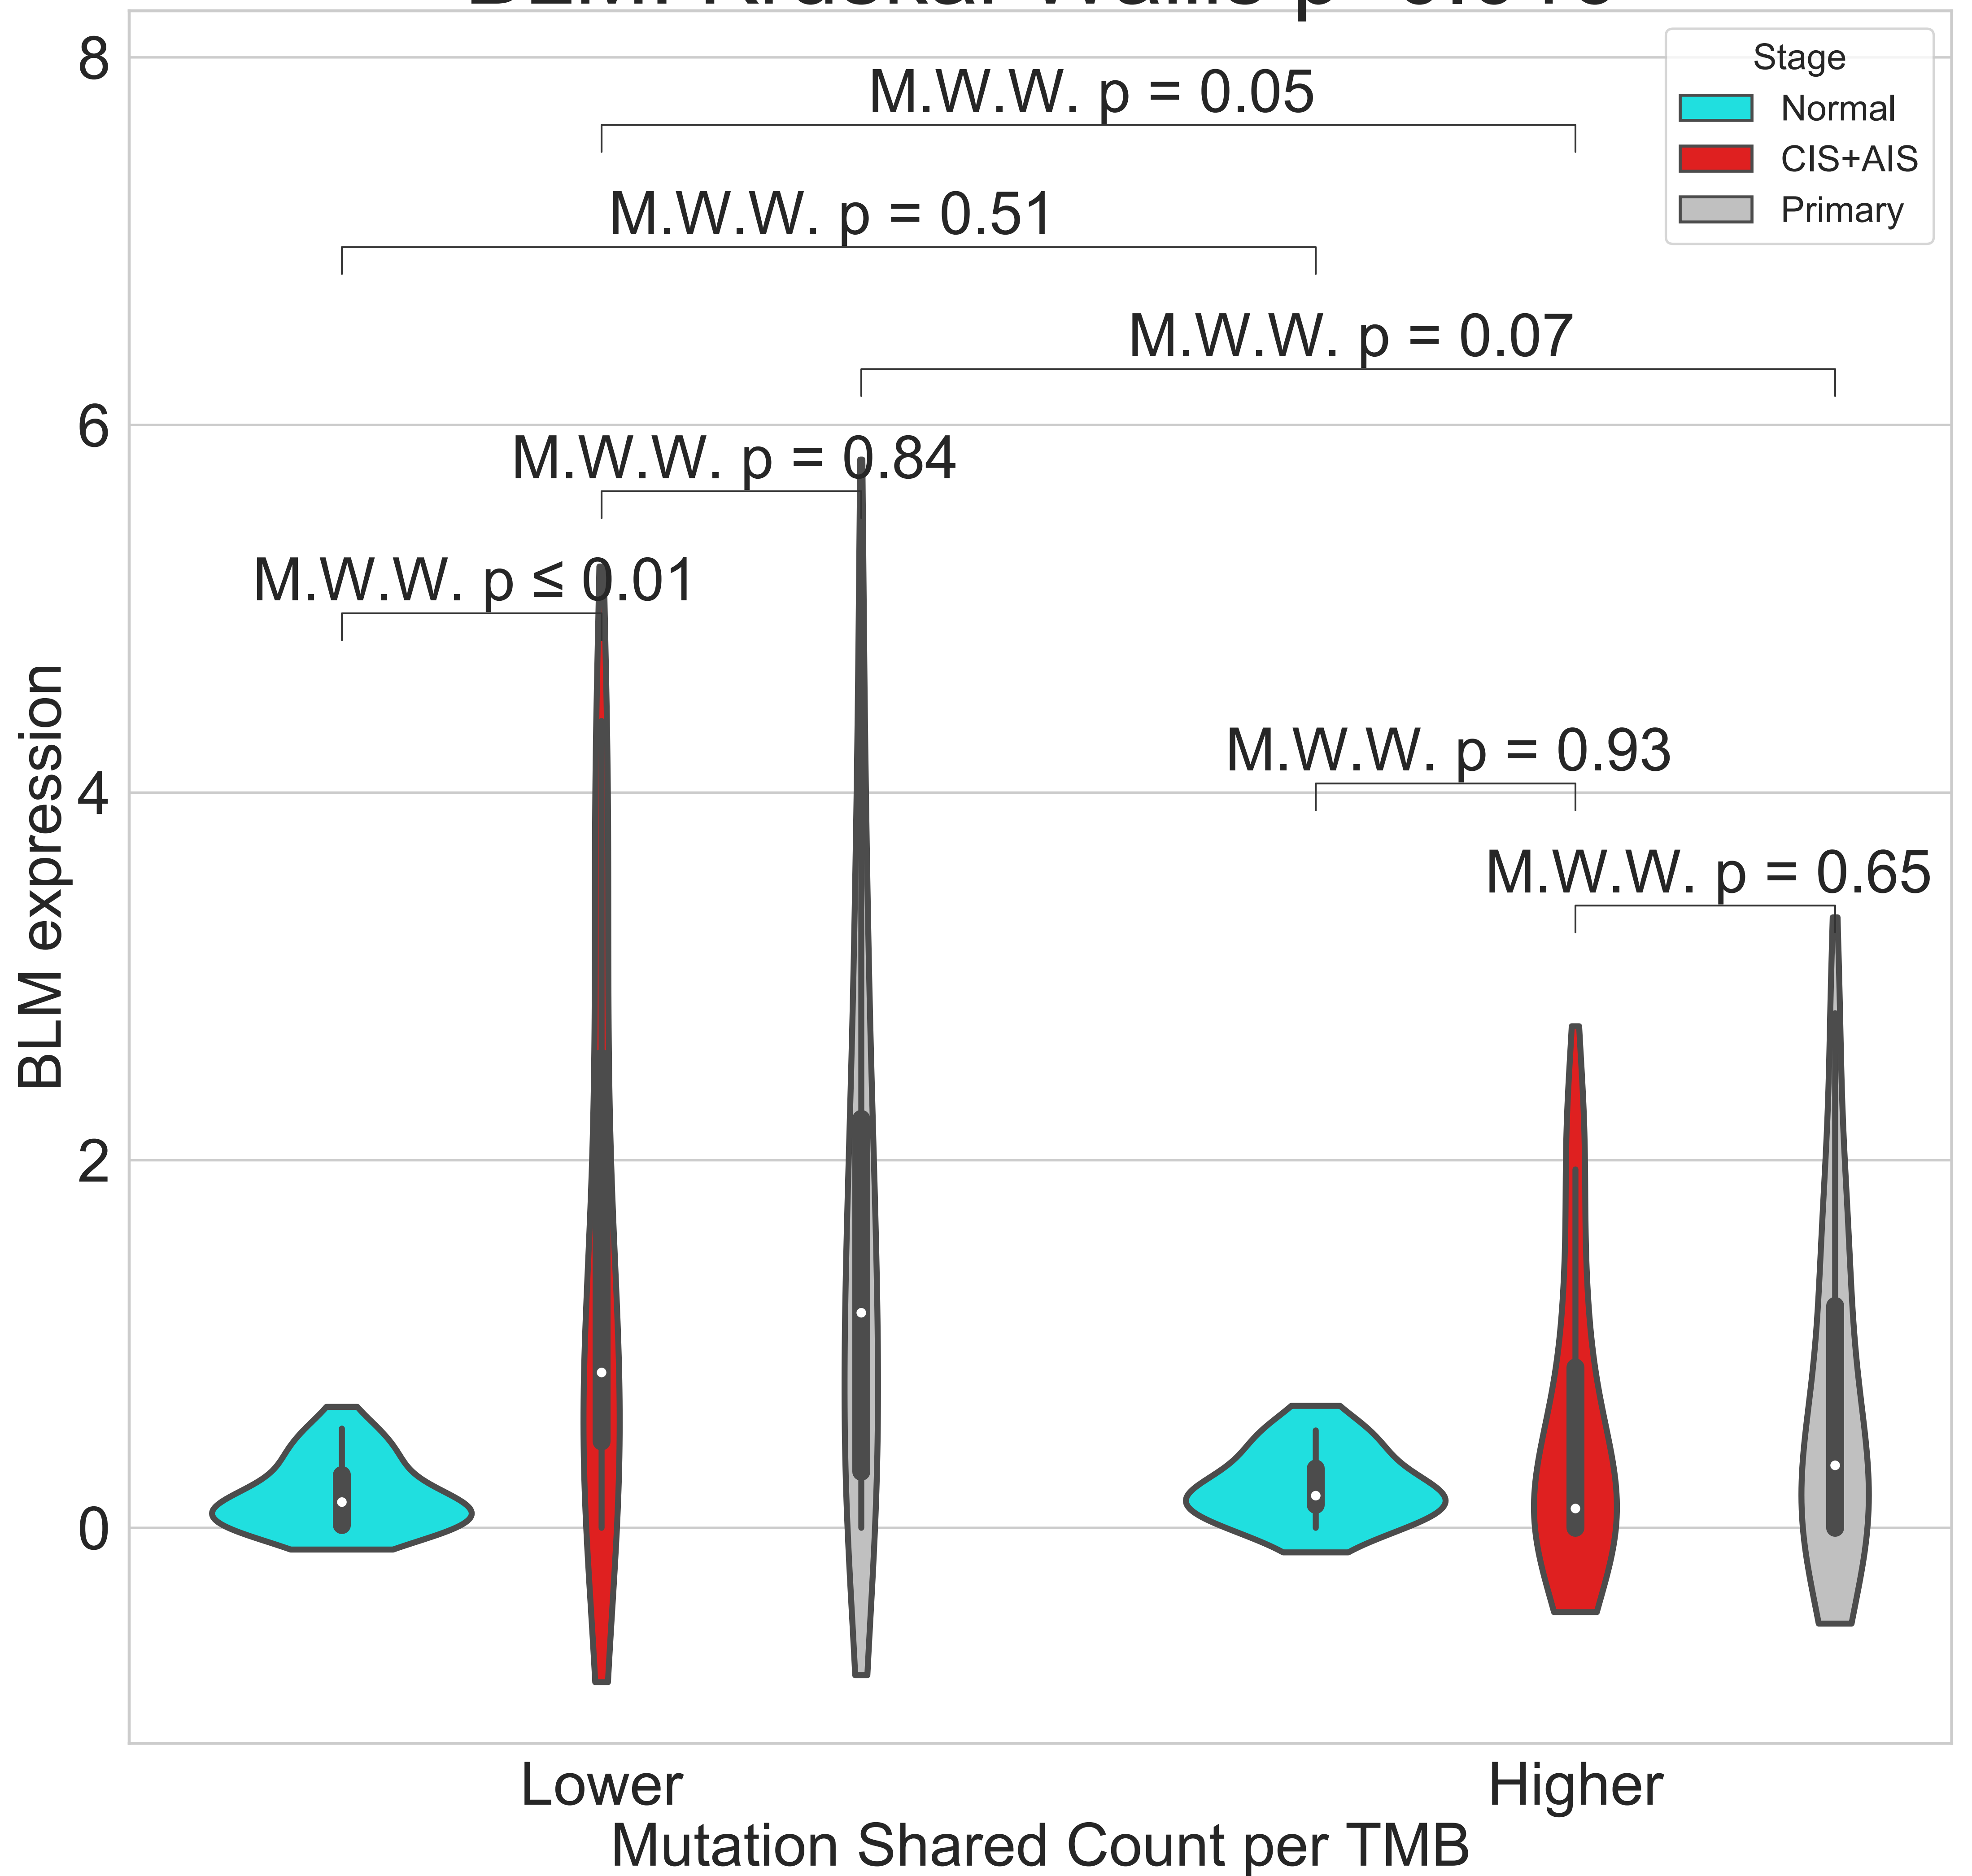 8
M.W.W. p = 0.05
Stage
Normal
CIS+AIS
Primary
M.W.W. p = 0.51
M.W.W. p = 0.07
6
M.W.W. p = 0.84
M.W.W. p ≤ 0.01
M.W.W. p = 0.93
4
M.W.W. p = 0.65
BLM expression
2
0
Lower
Higher
Mutation Shared Count per TMB